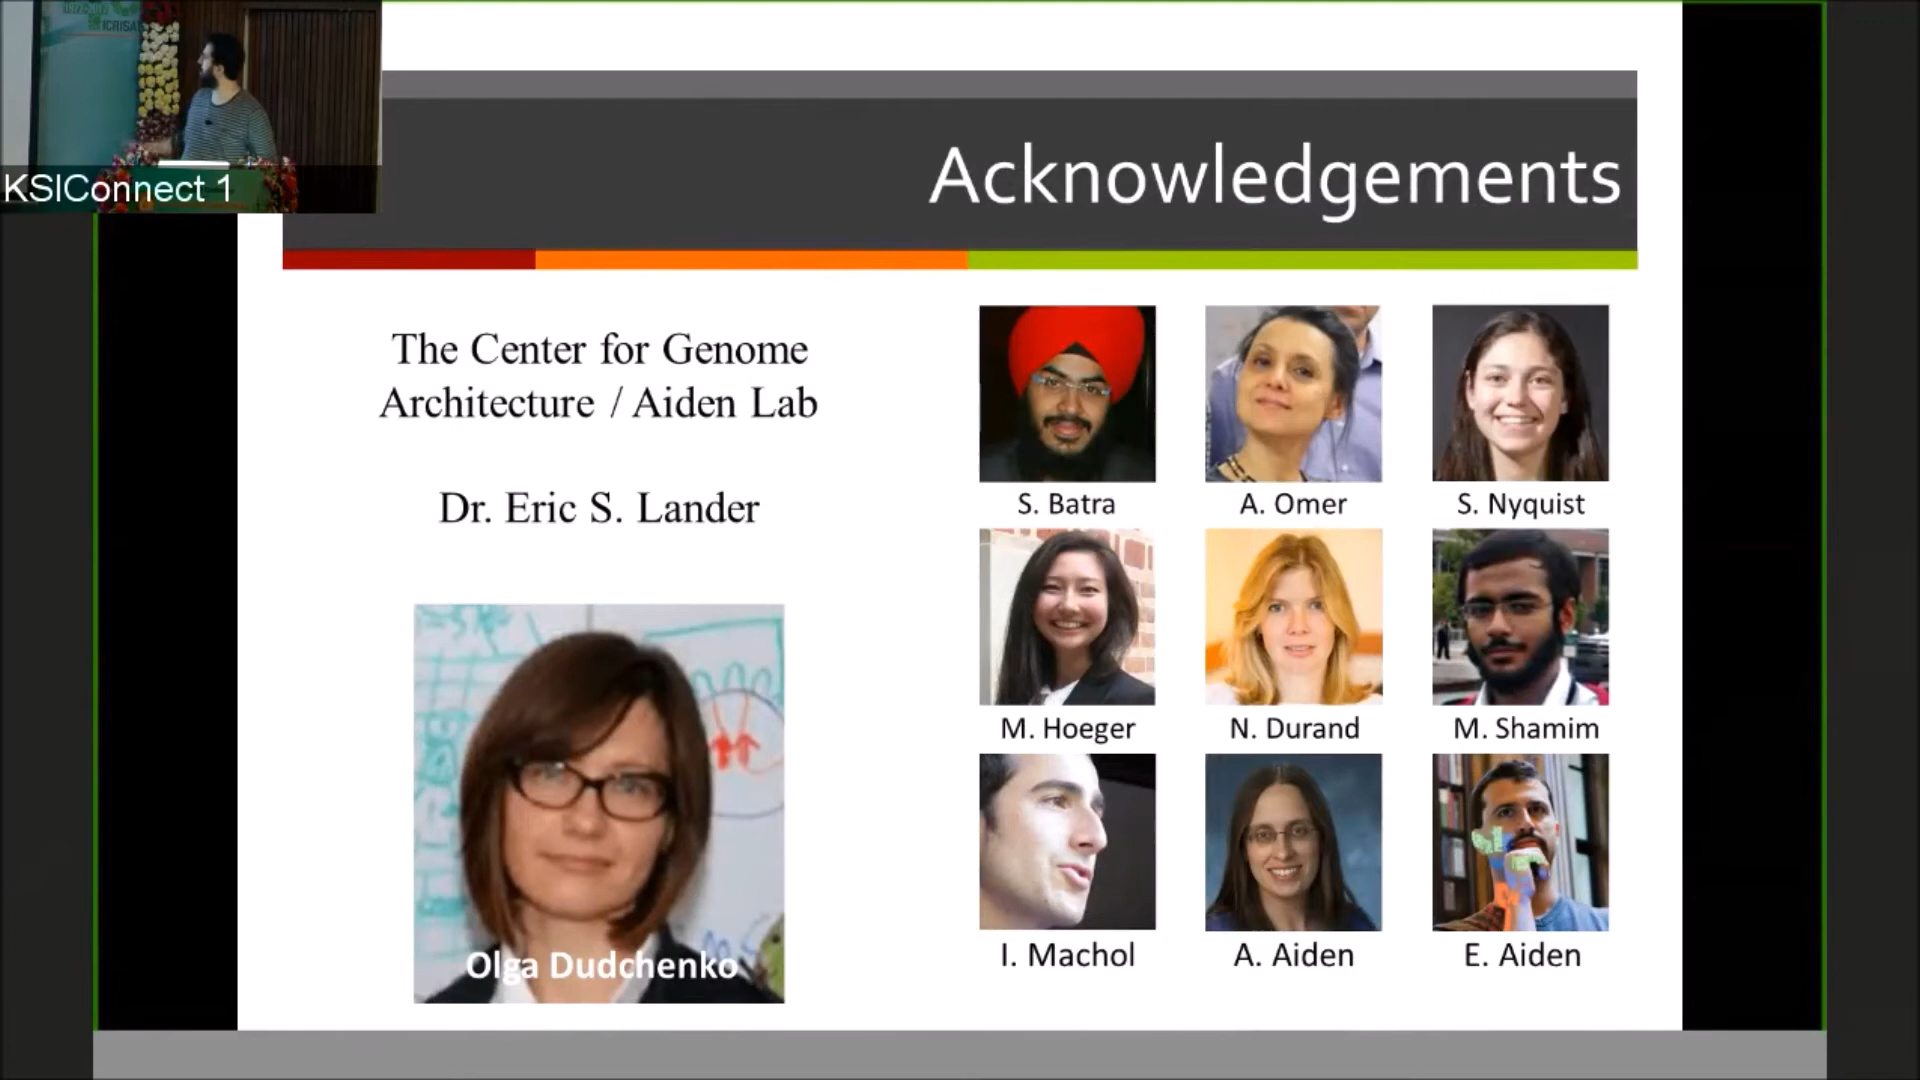 ICRISAT
KSIConnect 1
Acknowledgements
The Center for Genome
Architecture / Aiden Lab
Dr. Eric S. Lander
Olga Dudchenko
S. Batra
A. Omer
S. Nyquist
M. Hoeger
N. Durand
M. Shamim
I. Machol
A. Aiden
E. Aiden